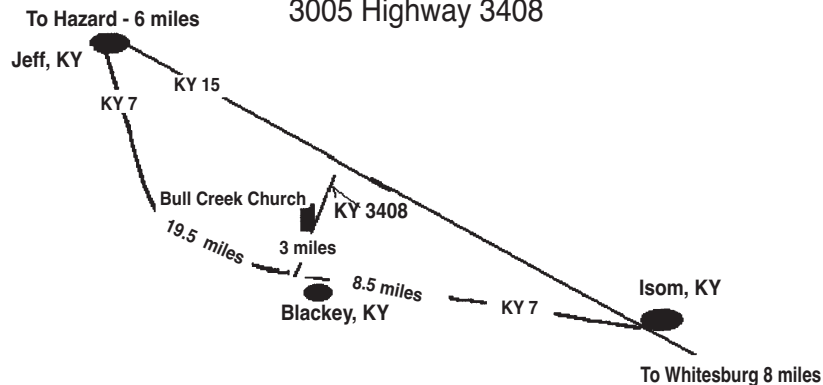 3005 Highway 3408
To Hazard - 6 miles
Jeff, KY
KY 15
KY 7
Bull Creek Church
KY 3408
19.5 miles
3 miles
8.5 miles
Isom, KY
Blackey, KY
KY 7
To Whitesburg 8 miles